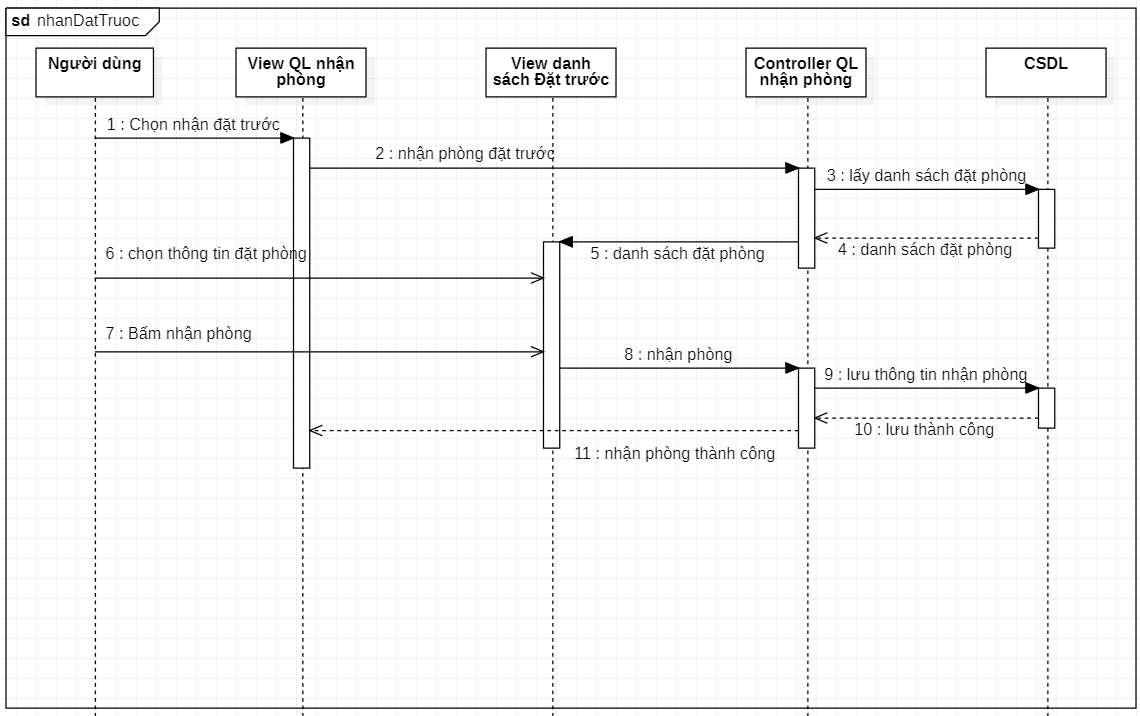 sd nhanDatTruoc
Người dùng
View QL nhận
phòng
View danh
sách Đặt trước
Controller QL
nhận phòng
CSDL
1 : Chọn nhận đặt trước
2 : nhận phòng đặt trước
3 : lấy danh sách đặt phòng
4 : danh sách đặt phòng
5 : danh sách đặt phòng
6 : chọn thông tin đặt phòng
7 : Bấm nhận phòng
8 : nhận phòng
9 : lưu thông tin nhận phòng
10 : lưu thành công
11 : nhận phòng thành công